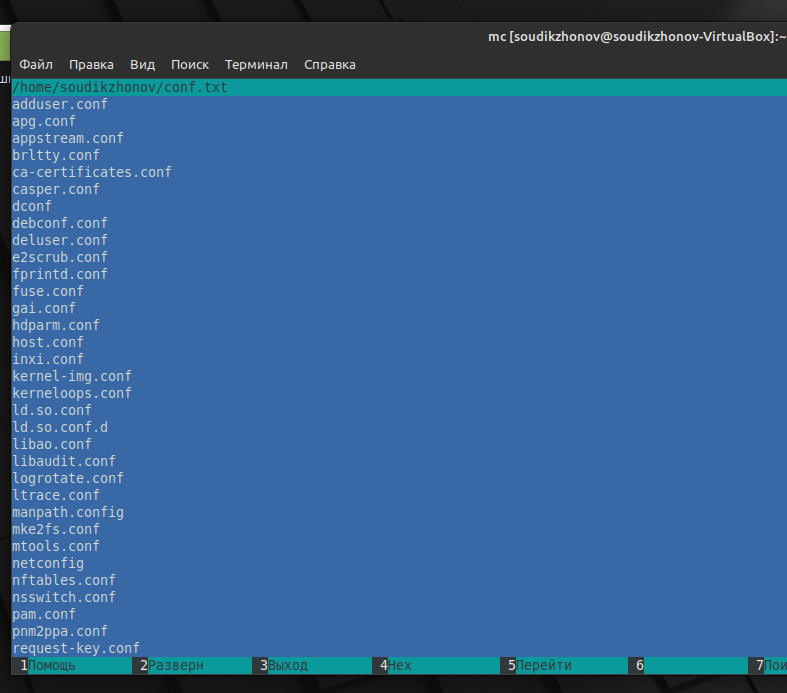 mc [soudikzhonov@soudikzhonov-VirtualBox]:~
Файл Правка Вид Поиск Терминал Справка
/home/soudikzhonov/conf.txt
adduser.conf
apg.conf
appstream.conf
brltty.conf
ca-certificates.conf
casper.conf
dconf
debconf.conf
deluser.conf
e2scrub.conf
fprintd.conf
fuse.conf
gai.conf
hdparm.conf
host.conf
inxi.conf
kernel-img.conf
kerneloops.conf
ld.so.conf
ld.so.conf.d
libao.conf
libaudit.conf
logrotate.conf
ltrace.conf
manpath.config
mke2fs.conf
mtools.conf
netconfig
nftables.conf
nsswitch.conf
pam.conf
pnm2ppa.conf
request-key.conf
1Помощь 2Разверн 3Выход 4Hex 5Перейти 6 7Пои